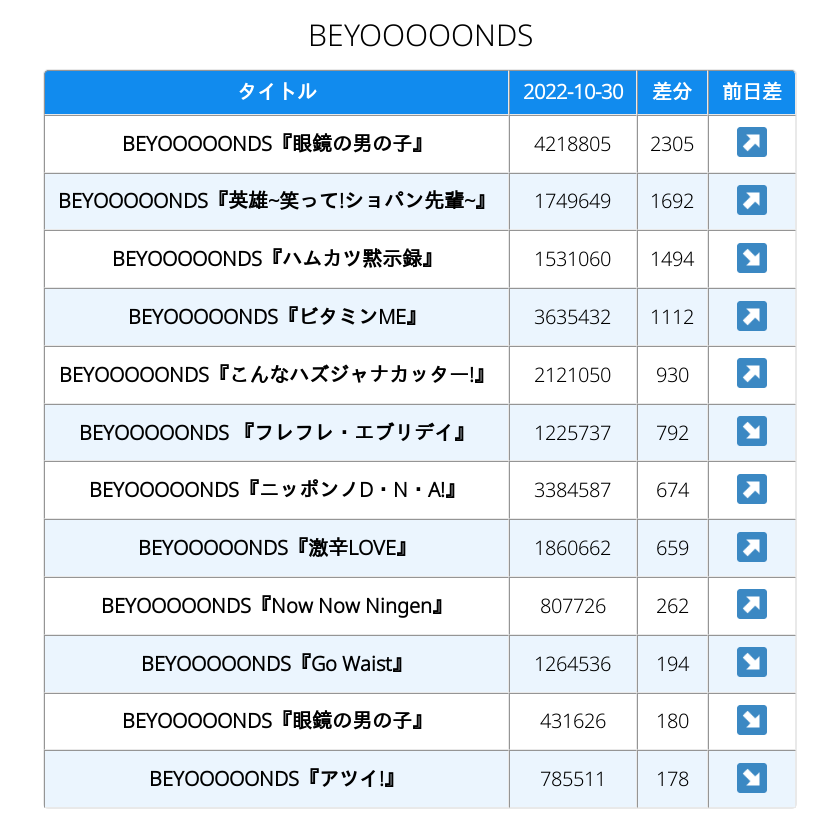 BEYOOOOONDS
タイトル 2022-10-30 差分 前日差
BEYOOOOONDS『眼鏡の男の子』 4218805 2305 ↗
BEYOOOOONDS『英雄~笑って!ショパン先輩~』 1749649 1692 ↗
BEYOOOOONDS『ハムカツ黙示録』 1531060 1494 ↘
BEYOOOOONDS『ビタミンME』 3635432 1112 ↗
BEYOOOOONDS『こんなハズジャナカッター!』 2121050 930 ↗
BEYOOOOONDS 『フレフレ・エブリデイ』 1225737 792 ↘
BEYOOOOONDS『ニッポンノD・N・A!』 3384587 674 ↗
BEYOOOOONDS『激辛LOVE』 1860662 659 ↗
BEYOOOOONDS『Now Now Ningen』 807726 262 ↗
BEYOOOOONDS『Go Waist』 1264536 194 ↘
BEYOOOOONDS『眼鏡の男の子』 431626 180 ↘
BEYOOOOONDS『アツイ!』 785511 178 ↘